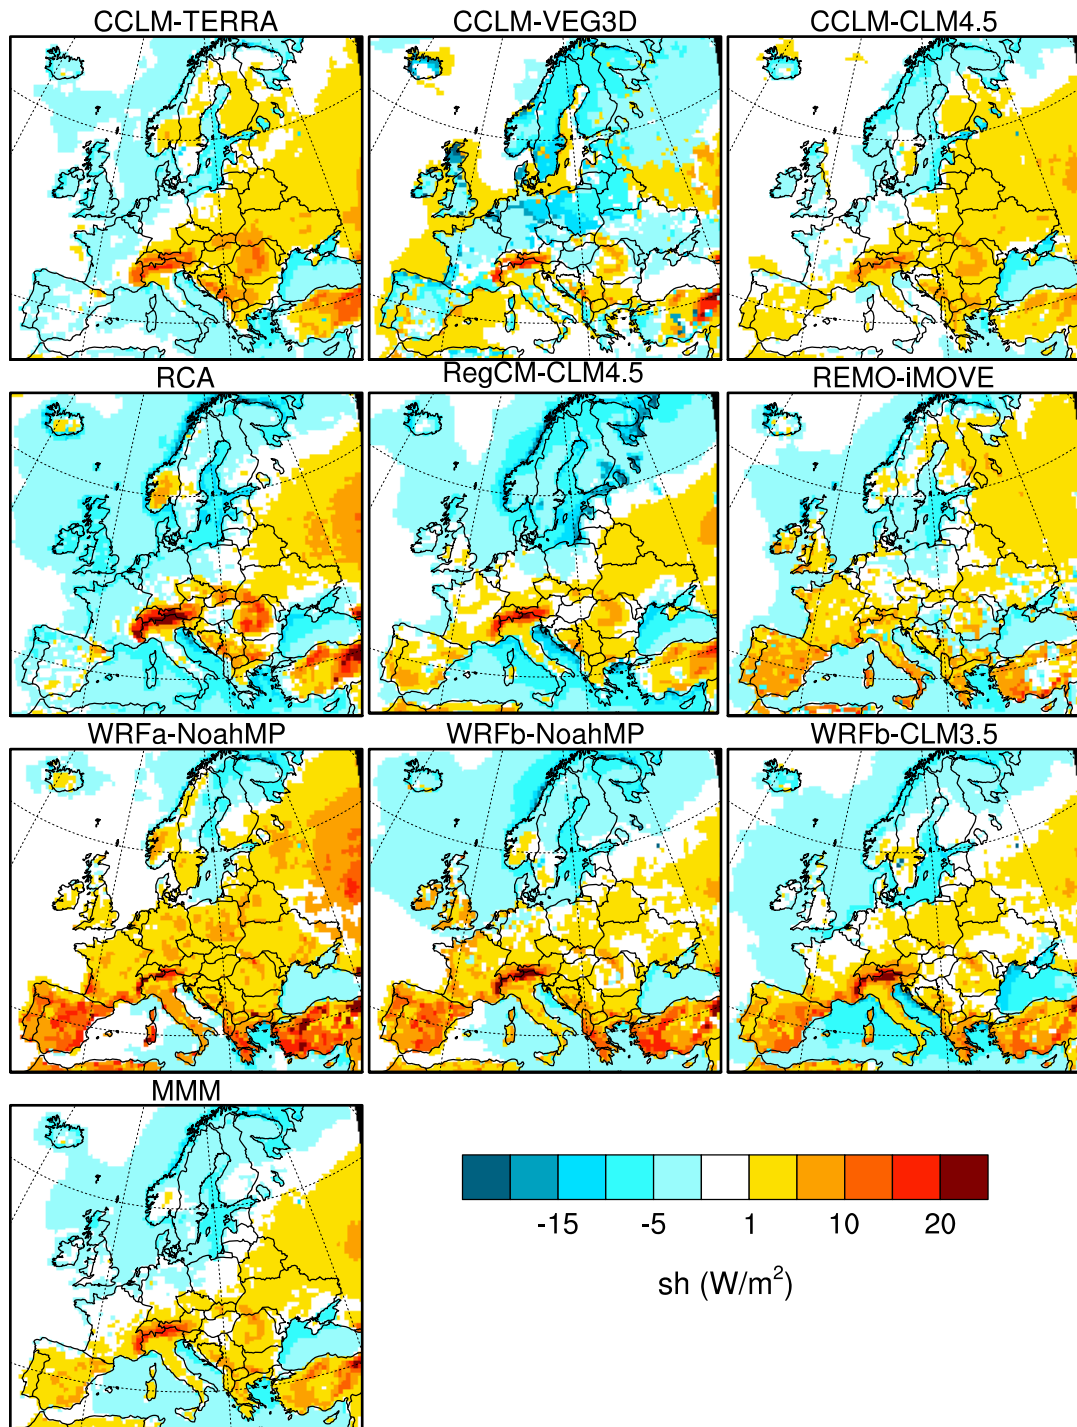 CCLM-TERRA CCLM-VEG3D CCLM-CLM4.5
RCA RegCM-CLM4.5 REMO-iMOVE
WRFa-NoahMP WRFb-NoahMP WRFb-CLM3.5
MMM
-15 -5 1 10 20
sh (W/m²)